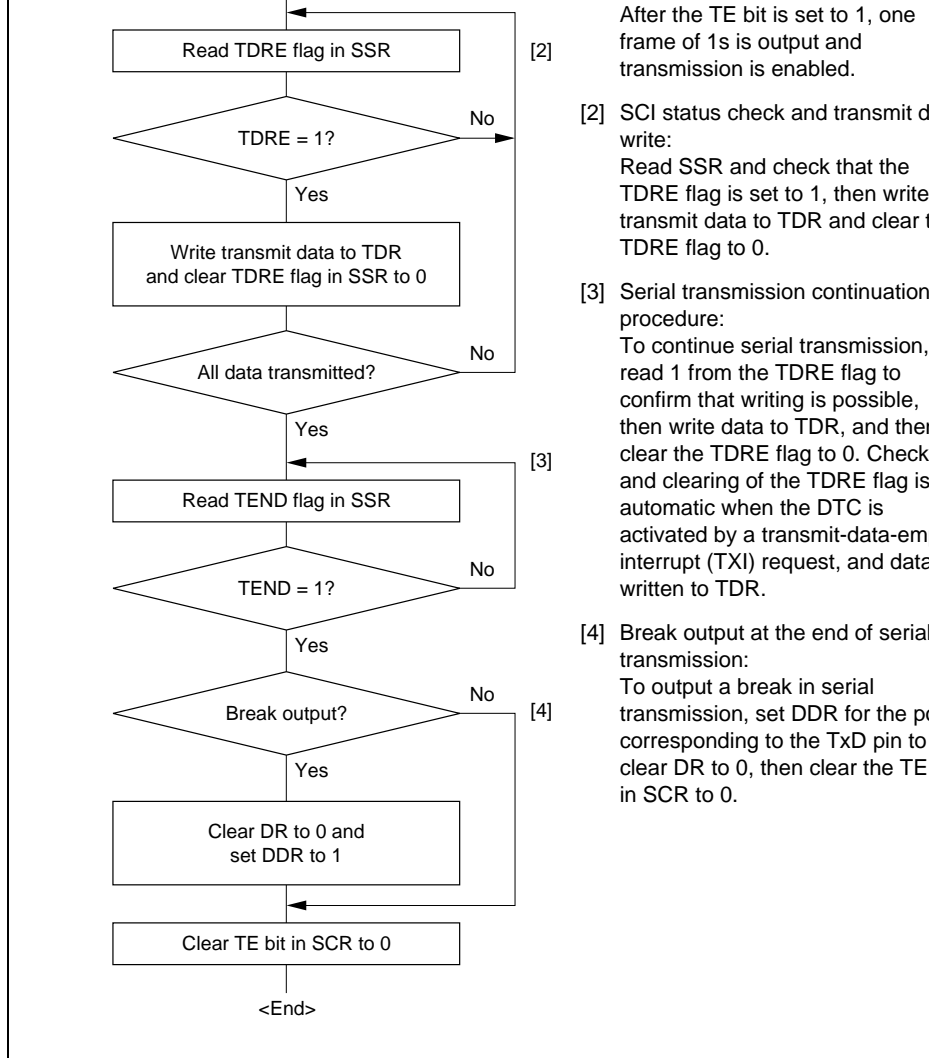 Read TDRE flag in SSR
[2]
TDRE = 1?
No
Yes
Write transmit data to TDR
and clear TDRE flag in SSR to 0
All data transmitted?
No
Yes
[3]
Read TEND flag in SSR
TEND = 1?
No
Yes
Break output?
No
[4]
Yes
Clear DR to 0 and
set DDR to 1
Clear TE bit in SCR to 0
<End>
After the TE bit is set to 1, one
frame of 1s is output and
transmission is enabled.
[2] SCI status check and transmit
write:
Read SSR and check that the
TDRE flag is set to 1, then write
transmit data to TDR and clear
TDRE flag to 0.
[3] Serial transmission continuation
procedure:
To continue serial transmission,
read 1 from the TDRE flag to
confirm that writing is possible,
then write data to TDR, and then
clear the TDRE flag to 0. Check
and clearing of the TDRE flag is
automatic when the DTC is
activated by a transmit-data-em
interrupt (TXI) request, and data
written to TDR.
[4] Break output at the end of serial
transmission:
To output a break in serial
transmission, set DDR for the
corresponding to the TxD pin to
clear DR to 0, then clear the TE
in SCR to 0.